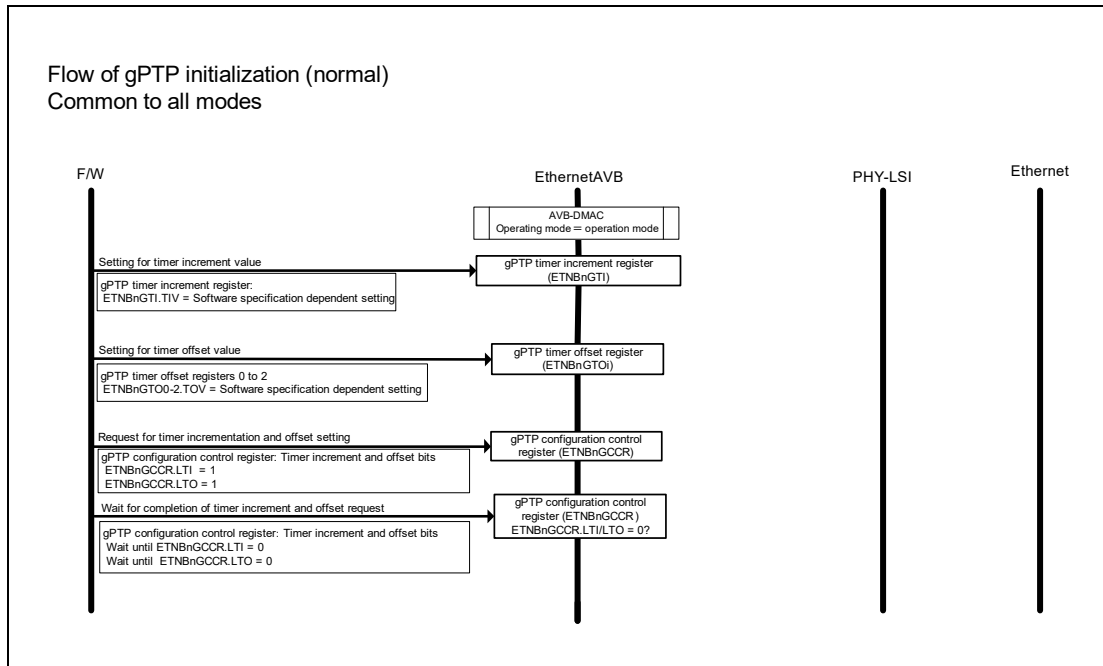 Flow of gPTP initialization (normal)
Common to all modes
F/W
EthernetAVB
PHY-LSI
Ethernet
AVB-DMAC
Operating mode = operation mode
Setting for timer increment value
gPTP timer increment register:
ETNBnGTI.TIV = Software specification dependent setting
gPTP timer increment register
(ETNBnGTI)
Setting for timer offset value
gPTP timer offset registers 0 to 2
ETNBnGTO0-2.TOV = Software specification dependent setting
gPTP timer offset register
(ETNBnGTOi)
Request for timer incrementation and offset setting
gPTP configuration control register: Timer increment and offset bits
ETNBnGCCR.LTI = 1
ETNBnGCCR.LTO = 1
gPTP configuration control
register (ETNBnGCCR)
Wait for completion of timer increment and offset request
gPTP configuration control register: Timer increment and offset bits
Wait until ETNBnGCCR.LTI = 0
Wait until ETNBnGCCR.LTO = 0
gPTP configuration control
register (ETNBnGCCR)
ETNBnGCCR.LTI/LTO = 0?